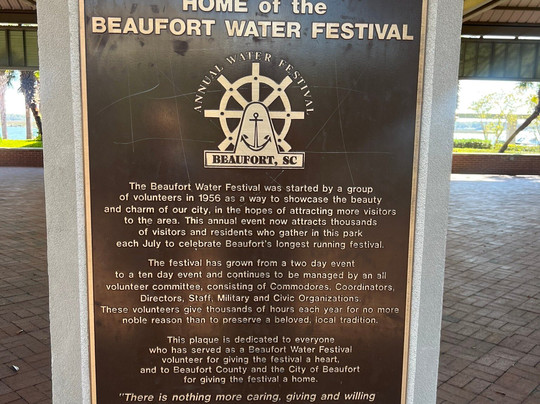 HOME of the
BEAUFORT WATER FESTIVAL
ANNUAL WATER FESTIVAL
BEAUFORT, SC
The Beaufort Water Festival was started by a group
of volunteers in 1956 as a way to showcase the beauty
and charm of our city, in the hopes of attracting more visitors
to the area. This annual event now attracts thousands
of visitors and residents who gather in this park
each July to celebrate Beaufort's longest running festival.
The festival has grown from a two day event
to a ten day event and continues to be managed by an all
volunteer committee, consisting of Commodores, Coordinators,
Directors, Staff, Military and Civic Organizations.
These volunteers give thousands of hours each year for no more
noble reason than to preserve a beloved, local tradition.
This plaque is dedicated to everyone
who has served as a Beaufort Water Festival
volunteer for giving the festival a heart,
and to Beaufort County and the City of Beaufort
for giving the festival a home.
"There is nothing more caring, giving and willing